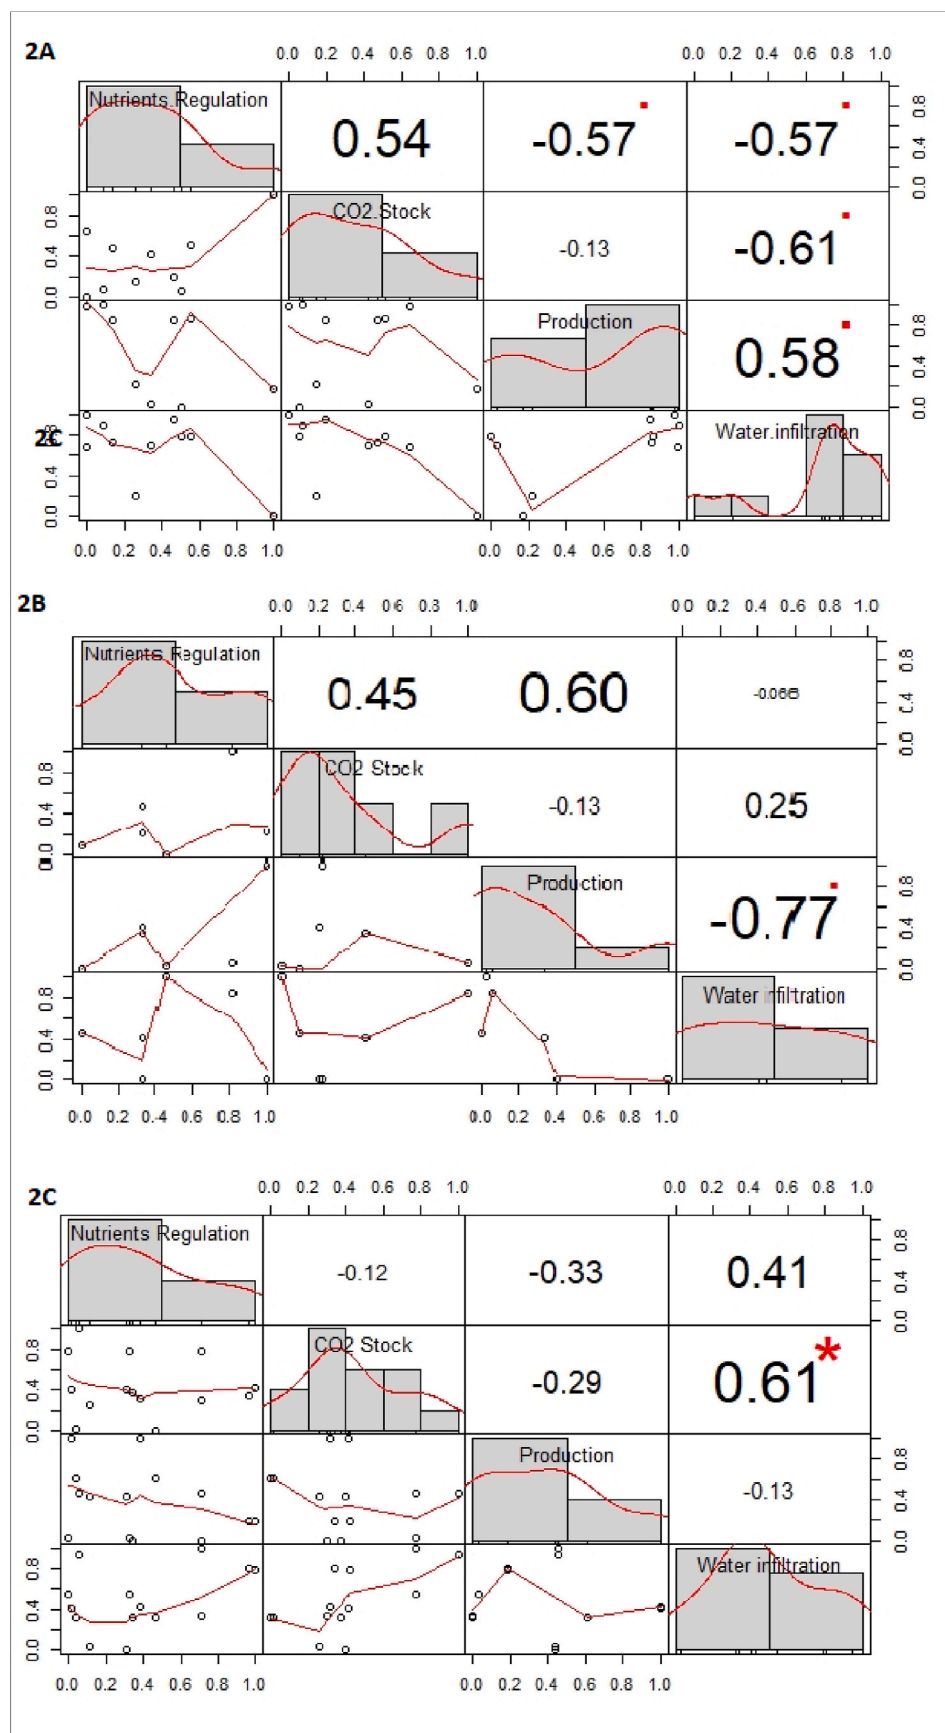 2A
0.0 0.2 0.4 0.6 0.8 1.0
0.0 0.2 0.4 0.6 0.8 1.0
Nutrients.Regulation
0.54
-0.57
-0.57
0.0 0.4 0.8
0.0 0.4 0.8
CO2.Stock
-0.13
-0.61
Production
0.58
0.0 0.4 0.8
2C
0.0 0.4 0.8
Water.infiltration
0.0 0.2 0.4 0.6 0.8 1.0
0.0 0.2 0.4 0.6 0.8 1.0
2B
0.0 0.2 0.4 0.6 0.8 1.0
0.0 0.2 0.4 0.6 0.8 1.0
Nutrients Regulation
0.45
0.60
0.0 0.4 0.8
0.0 0.4 0.8
CO2 Stock
-0.13
0.25
Production
-0.77
0.0 0.4 0.8
0.0 0.4 0.8
Water infiltration
0.0 0.2 0.4 0.6 0.8 1.0
0.0 0.2 0.4 0.6 0.8 1.0
2C
0.0 0.2 0.4 0.6 0.8 1.0
0.0 0.2 0.4 0.6 0.8 1.0
Nutrients Regulation
-0.12
-0.33
0.41
0.0 0.4 0.8
0.0 0.4 0.8
CO2 Stock
-0.29
0.61*
Production
-0.13
0.0 0.4 0.8
0.0 0.4 0.8
Water infiltration
0.0 0.2 0.4 0.6 0.8 1.0
0.0 0.2 0.4 0.6 0.8 1.0